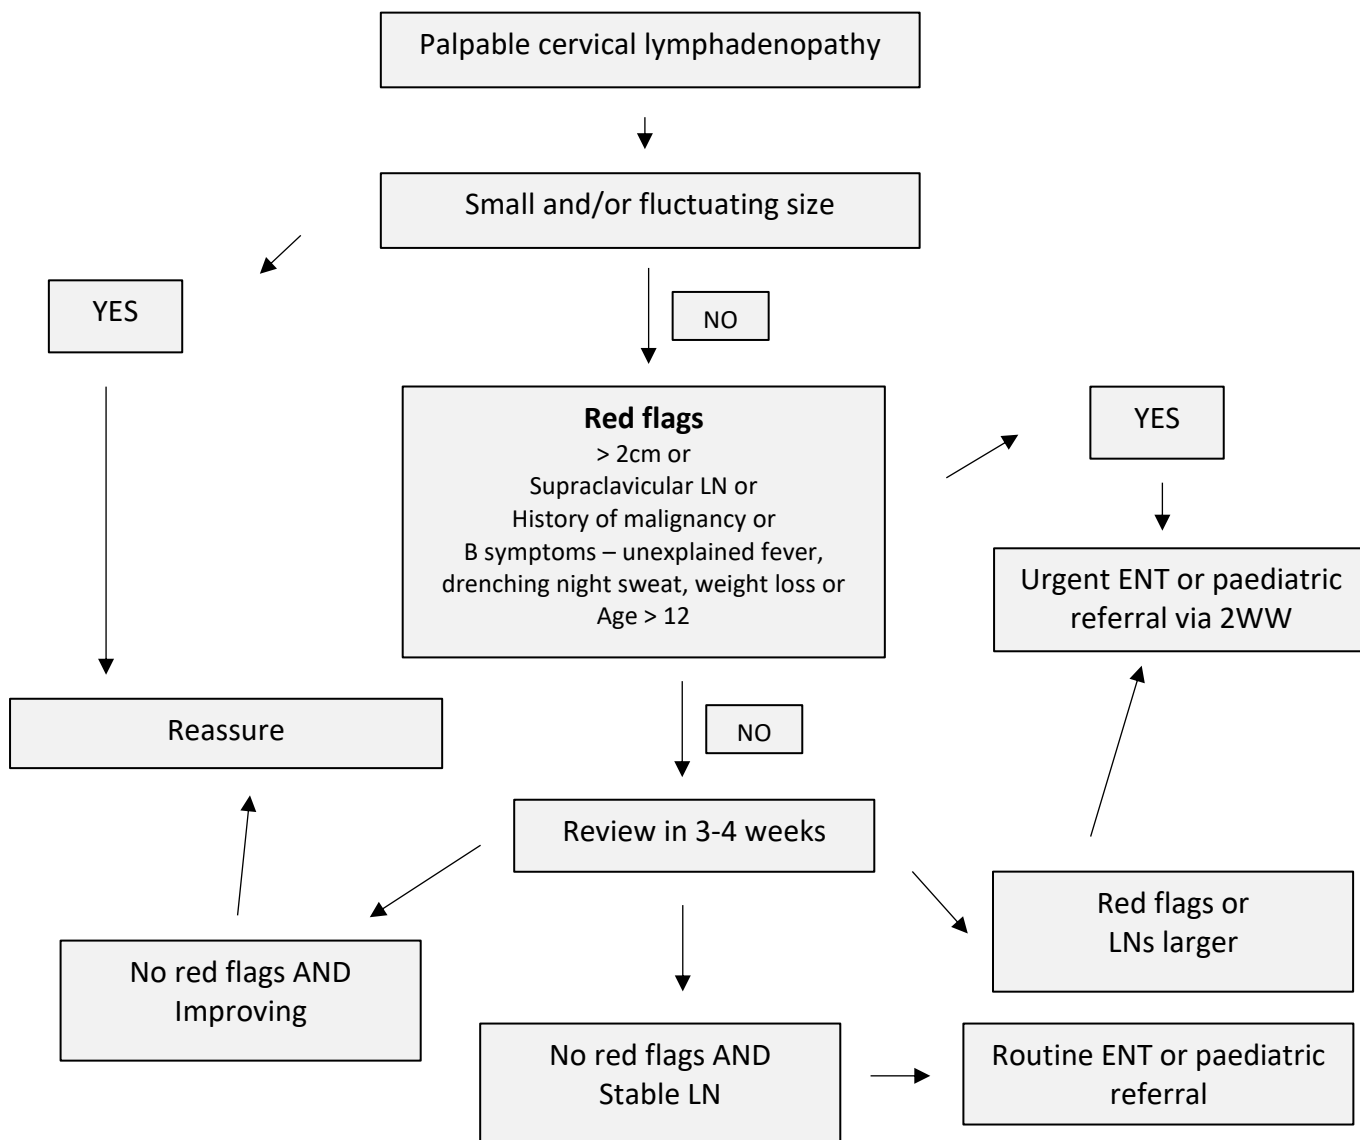 Palpable cervical lymphadenopathy
Small and/or fluctuating size
YES
NO
Red flags
> 2cm or
Supraclavicular LN or
History of malignancy or
B symptoms – unexplained fever,
drenching night sweat, weight loss or
Age > 12
YES
Urgent ENT or paediatric
referral via 2WW
Reassure
NO
Review in 3-4 weeks
Red flags or
LNs larger
No red flags AND
Improving
No red flags AND
Stable LN
Routine ENT or paediatric
referral